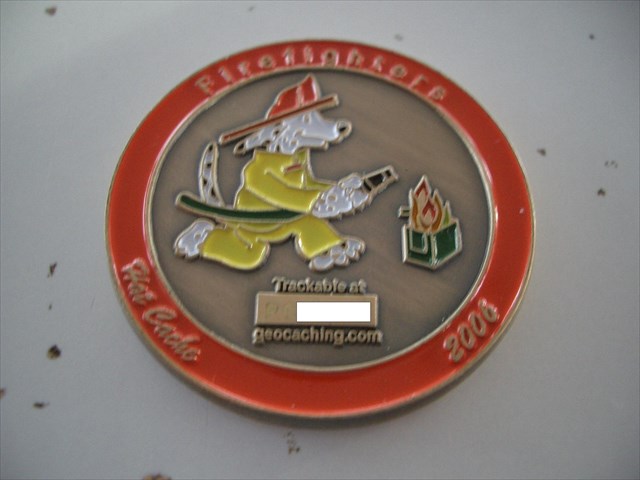 Firefighters
Trackable at
geocaching.com
Hot Cache
2006